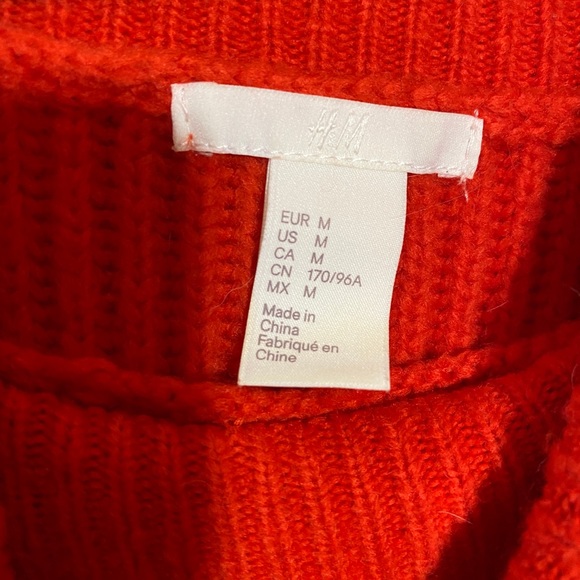 H&M
EUR M
US M
CA M
CN 170/96A
MX M
Made in
China
Fabriqué en
Chine